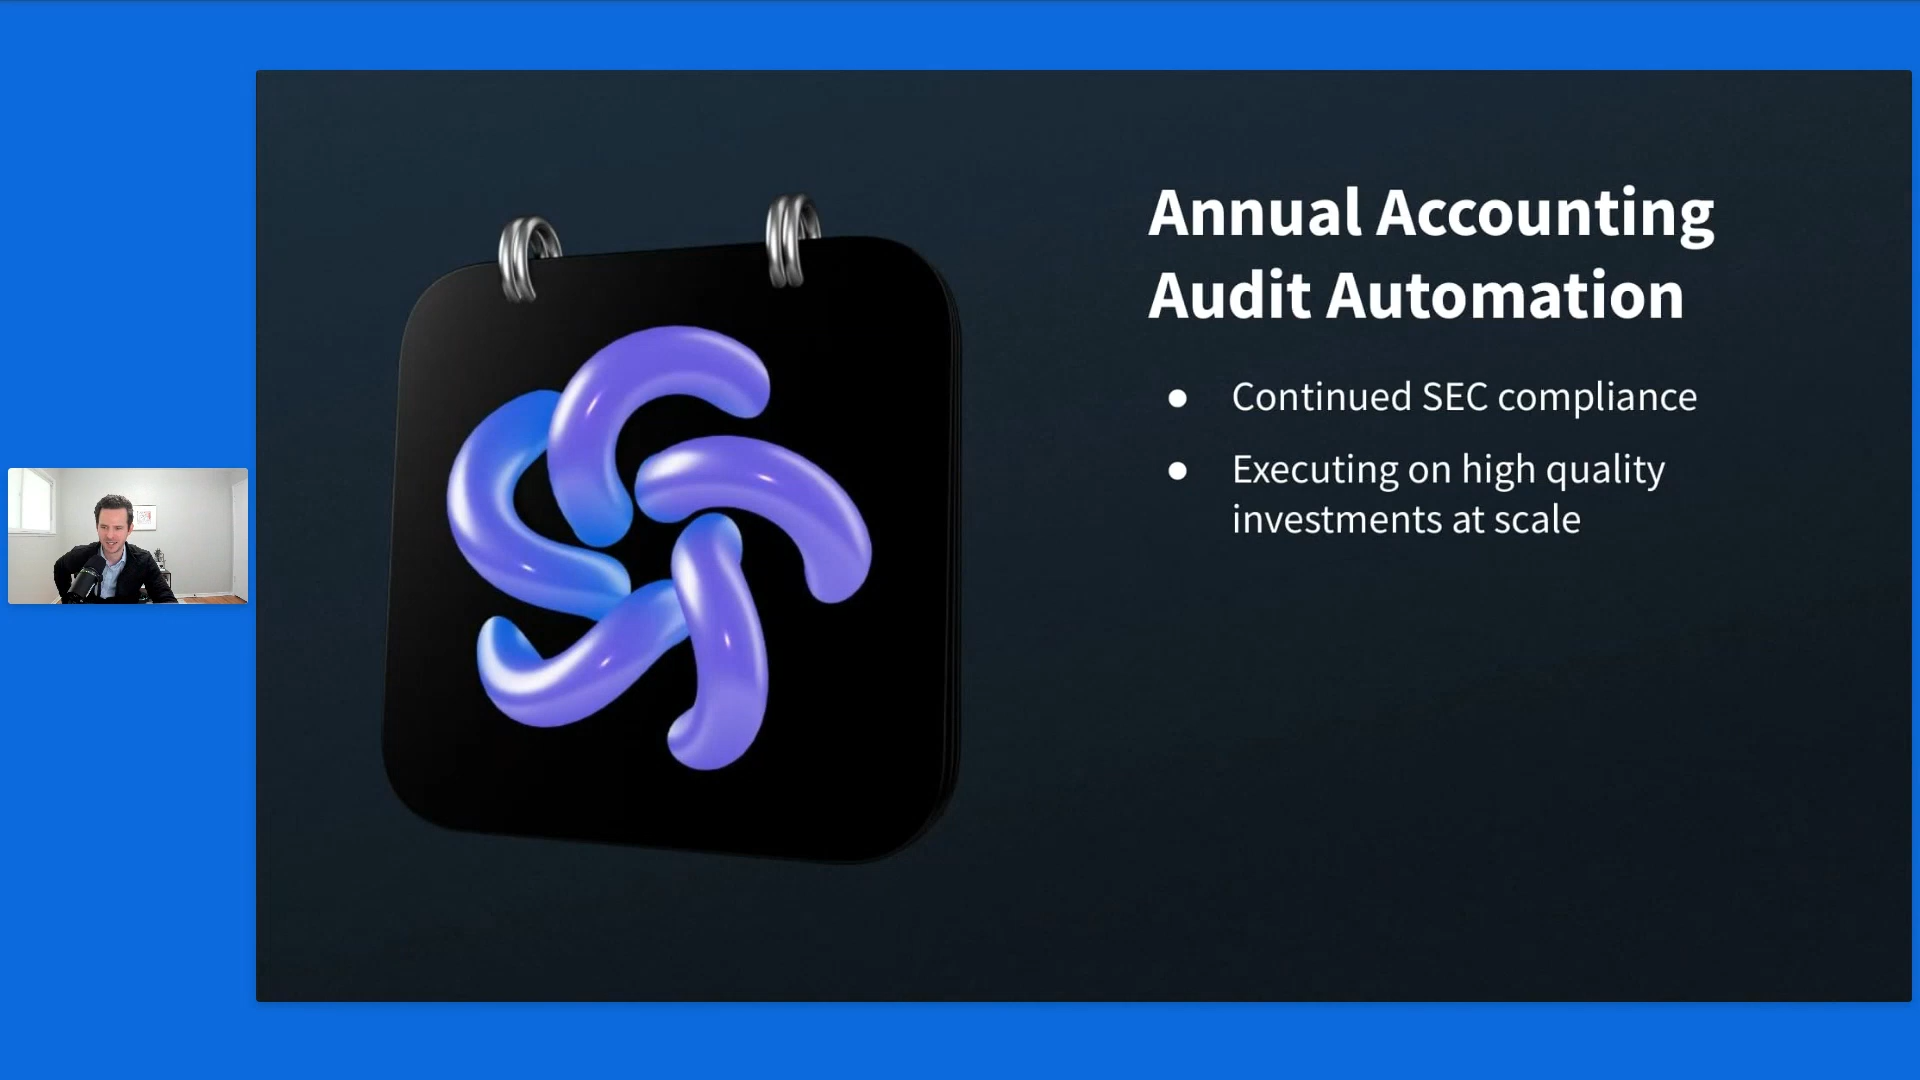 Annual Accounting
Audit Automation
● Continued SEC compliance
● Executing on high quality
investments at scale